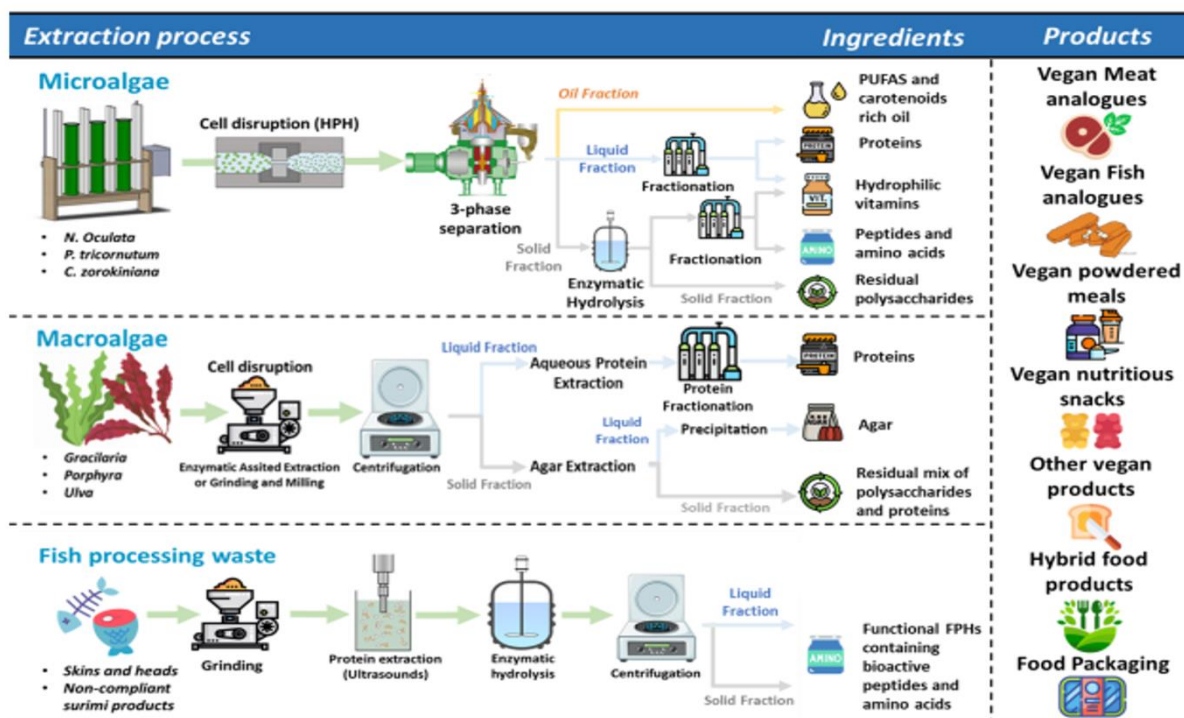 Extraction process
Ingredients
Products
Microalgae
Cell disruption (HPH)
• N. Oculata
• P. tricornutum
• C. zorokiniana
3-phase
separation
Oil Fraction
Liquid
Fraction
Fractionation
Solid
Fraction
Enzymatic
Hydrolysis
Fractionation
Solid Fraction
PUFAS and
carotenoids
rich oil
PROTEIN
Proteins
VIT.
Hydrophilic
vitamins
AMINO
Peptides and
amino acids
Residual
polysaccharides
Macroalgae
• Gracilaria
• Porphyra
• Ulva
Cell disruption
Enzymatic Assited Extraction
or Grinding and Milling
Centrifugation
Liquid Fraction
Aqueous Protein
Extraction
Protein
Fractionation
PROTEIN
Proteins
Solid Fraction
Agar Extraction
Liquid
Fraction
Precipitation
Agar
Solid Fraction
Residual mix of
polysaccharides
and proteins
Fish processing waste
• Skins and heads
• Non-compliant
surimi products
Grinding
Protein extraction
(Ultrasounds)
Enzymatic
hydrolysis
Centrifugation
Liquid
Fraction
Solid Fraction
AMINO
Functional FPHs
containing
bioactive
peptides and
amino acids
Vegan Meat
analogues
Vegan Fish
analogues
Vegan powdered
meals
Vegan nutritious
snacks
Other vegan
products
Hybrid food
products
Food Packaging